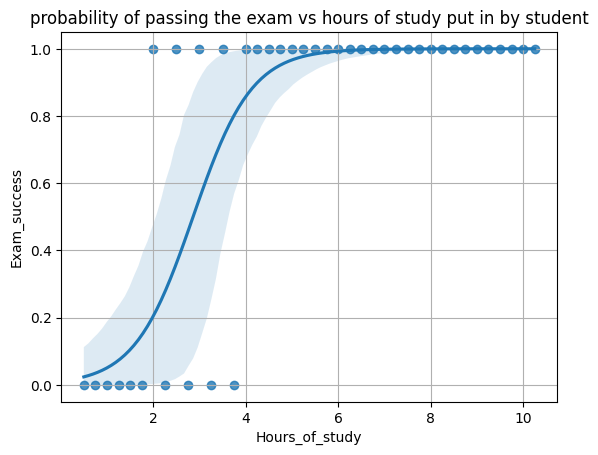 probability of passing the exam vs hours of study put in by student
1.0
0.8
0.6
0.4
0.2
0.0
Exam_success
2 4 6 8 10
Hours_of_study